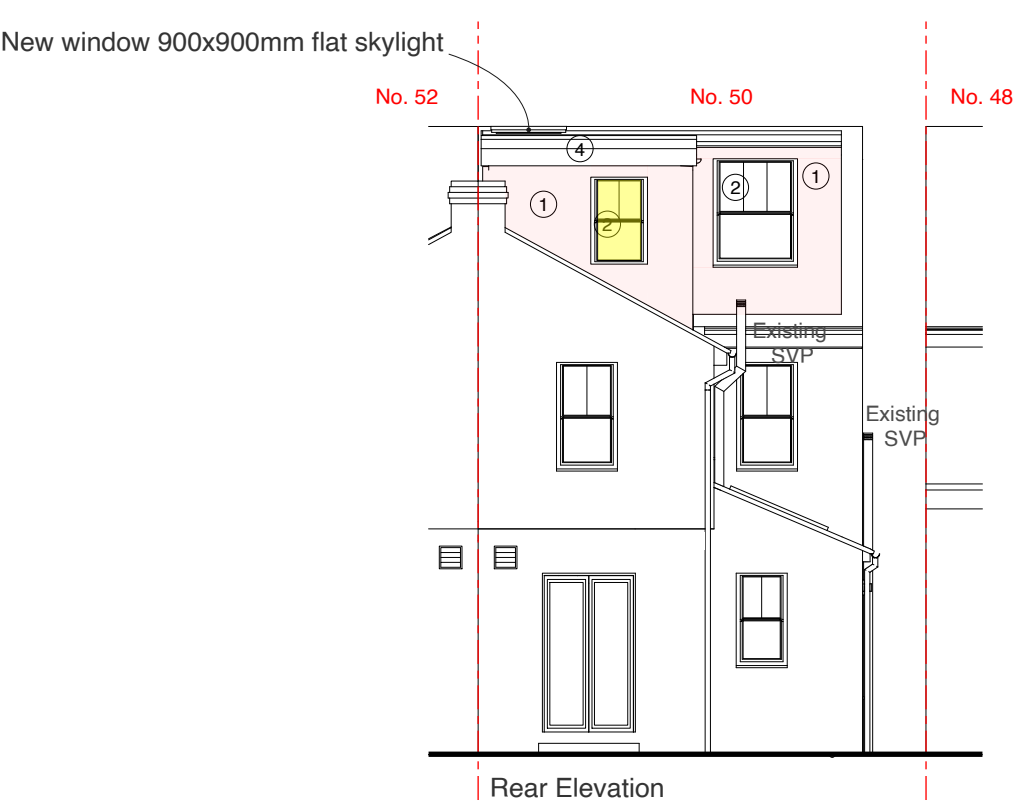 New window 900x900mm flat skylight
No. 52
No. 50
No. 48
4
1
2
2
1
Existing
SVP
Existing
SVP
Rear Elevation